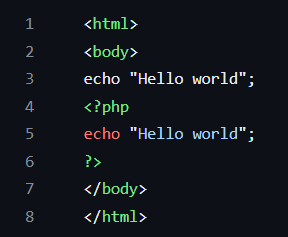 1 <html>
2 <body>
3 echo "Hello world";
4 <?php
5 echo "Hello world";
6 ?>
7 </body>
8 </html>